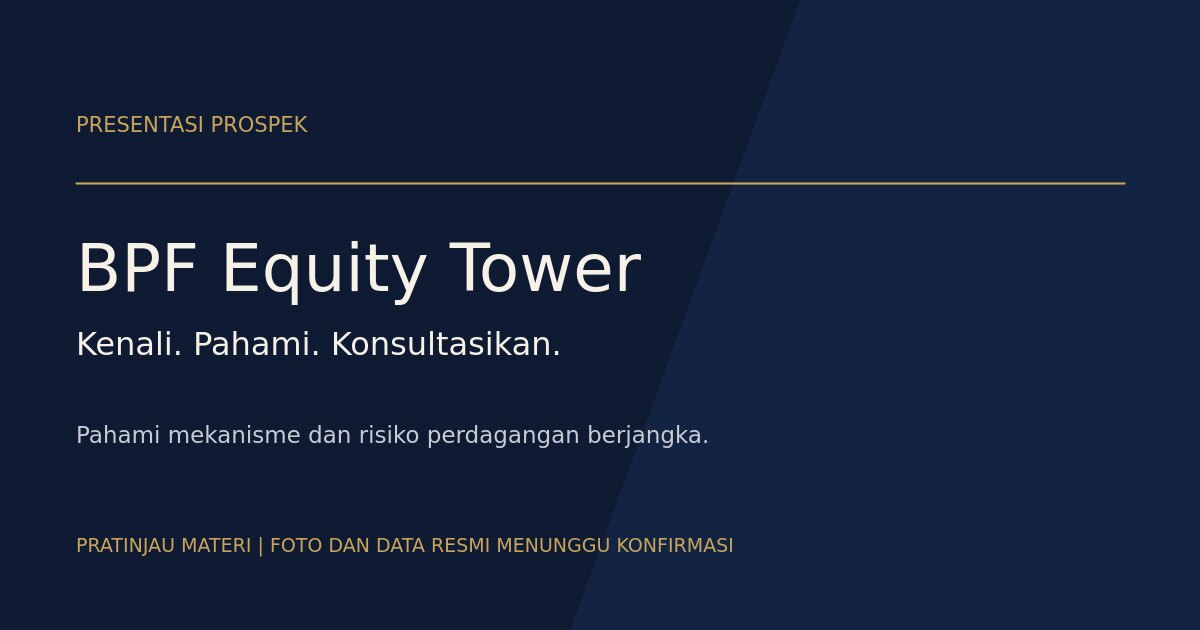 PRESENTASI PROSPEK
BPF Equity Tower
Kenali. Pahami. Konsultasikan.
Pahami mekanisme dan risiko perdagangan berjangka.
PRATINJAU MATERI | FOTO DAN DATA RESMI MENUNGGU KONFIRMASI